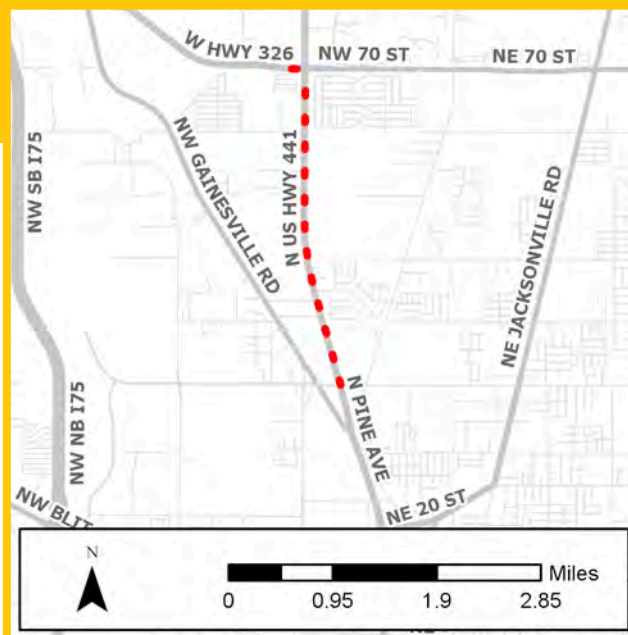 W HWY 326
NW 70 ST
NE 70 ST
NW SB I75
NW GAINESVILLE RD
N US HWY 441
NE JACKSONVILLE RD
NW NB I75
N PINE AVE
NE 20 ST
NW BLIT
N
Miles
0 0.95 1.9 2.85